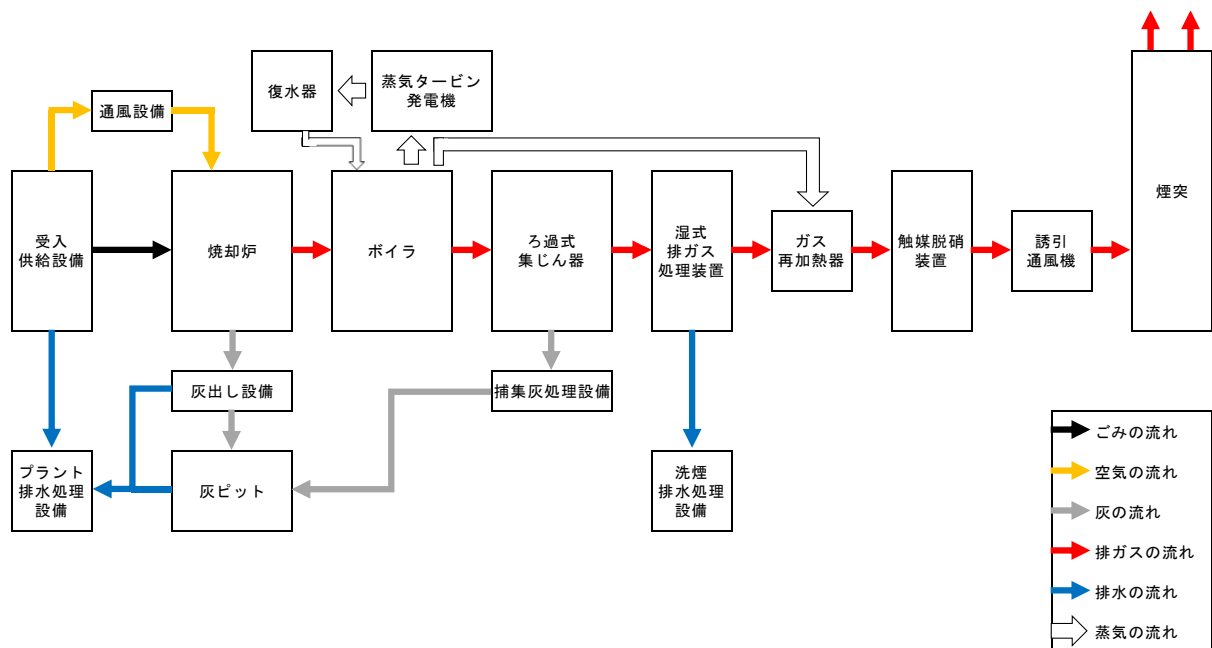 復水器
蒸気タービン
発電機
通風設備
受入
供給設備
焼却炉
ボイラ
ろ過式
集じん器
湿式
排ガス
処理装置
ガス
再加熱器
触媒脱硝
装置
誘引
通風機
煙突
灰出し設備
捕集灰処理設備
プラント
排水処理
設備
灰ピット
洗煙
排水処理
設備
ごみの流れ
空気の流れ
灰の流れ
排ガスの流れ
排水の流れ
蒸気の流れ